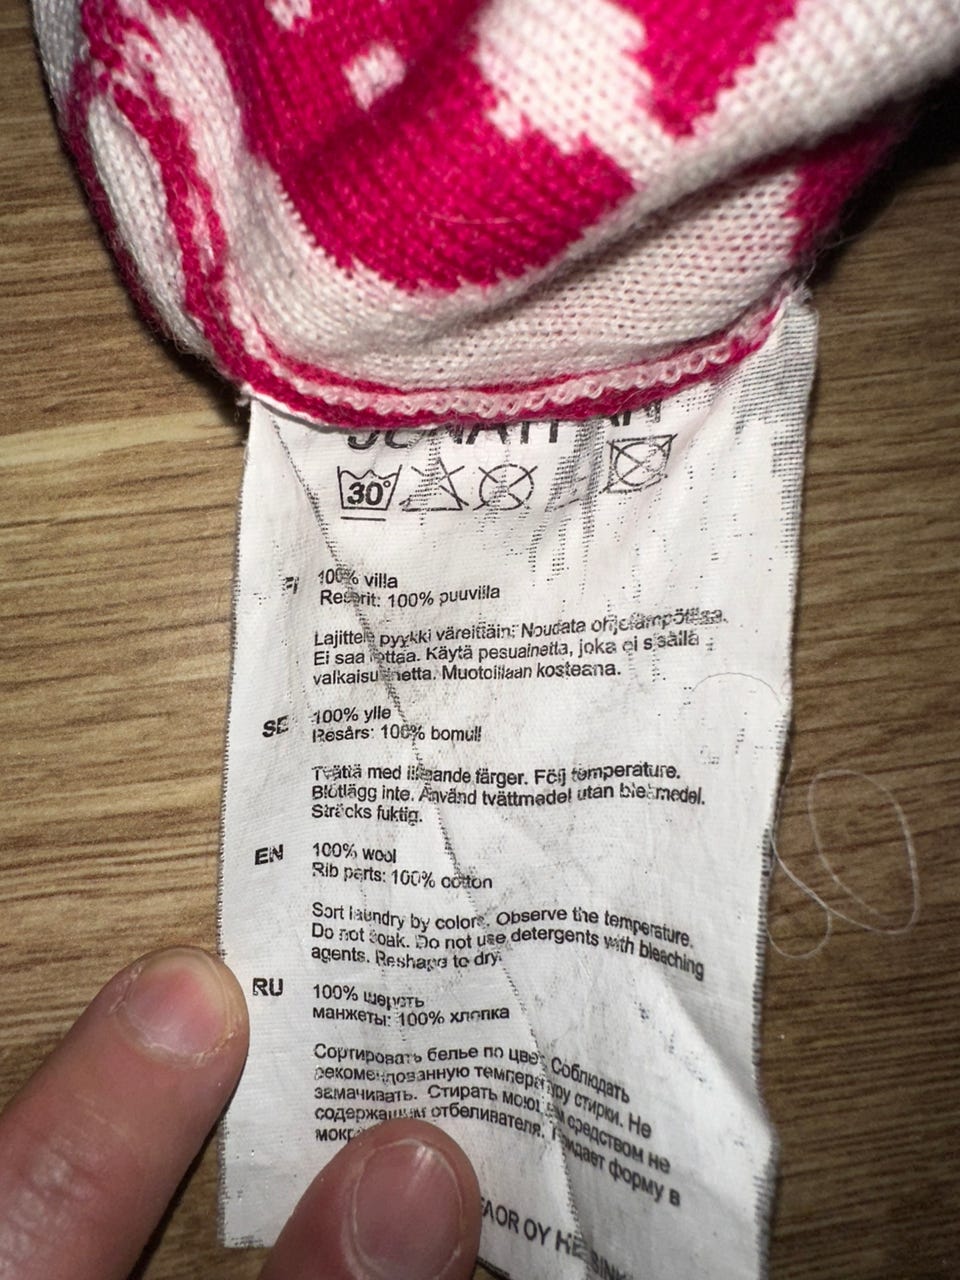 30°
FI 100% villa
Resorit: 100% puuvilla
Lajittele pyykki väreittäin. Noudata ohjelämpötilaa.
Ei saa liottaa. Käytä pesuainetta, joka ei sisällä
valkaisuainetta. Muotoillaan kosteana.
SE 100% ylle
Resårs: 100% bomull
Tvätta med liknande färger. Följ temperature.
Blötlägg inte. Använd tvättmedel utan blekmedel.
Sträcks fuktig.
EN 100% wool
Rib parts: 100% cotton
Sort laundry by colors. Observe the temperature.
Do not soak. Do not use detergents with bleaching
agents. Reshape to dry.
RU 100% шерсть
манжеты: 100% хлопка
Сортировать белье по цвету. Соблюдать
рекомендованную температуру стирки. Не
замачивать. Стирать моющим средством не
содержащим отбеливателя. Придает форму в
OY